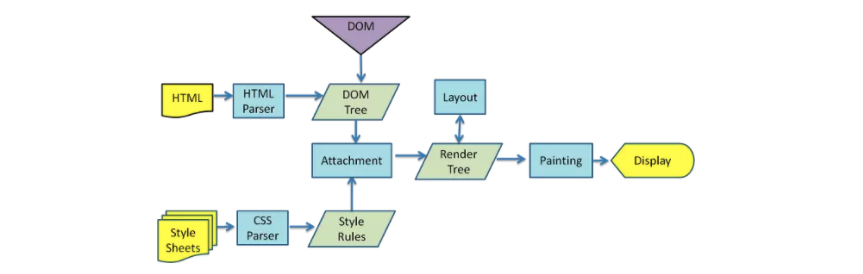 DOM
HTML
HTML
Parser
DOM
Tree
Layout
Attachment
Render
Tree
Painting
Display
Style
Sheets
CSS
Parser
Style
Rules